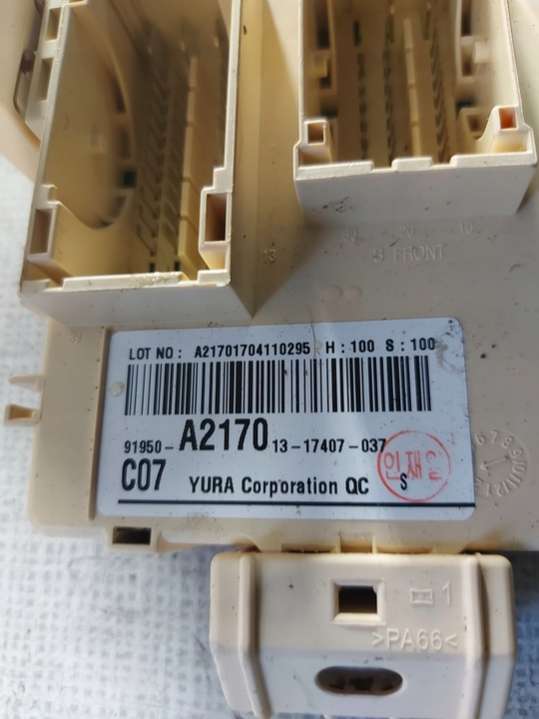 13 FRONT
LOT NO : A21701704110295 H : 100 S : 100
91950- A2170 13-17407-037
C07 YURA Corporation QC S
1
>PA66<